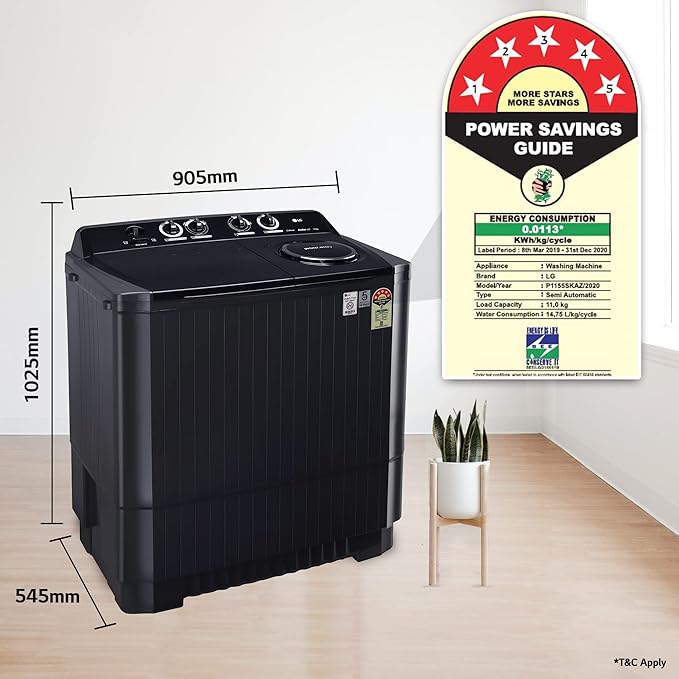 1
2
3
4
5
MORE STARS
MORE SAVINGS
POWER SAVINGS
GUIDE
ENERGY CONSUMPTION
0.0113*
KWh/kg/cycle
Label Period : 8th Mar 2019 - 31st Dec 2020
Appliance : Washing Machine
Brand : LG
Model/Year : P1155SKAZ/2020
Type : Semi Automatic
Load Capacity : 11,0 kg
Water Consumption : 14,75 L/kg/cycle
ENERGY IS LIFE
BEE
CONSERVE IT
905mm
1025mm
545mm
LG
*T&C Apply